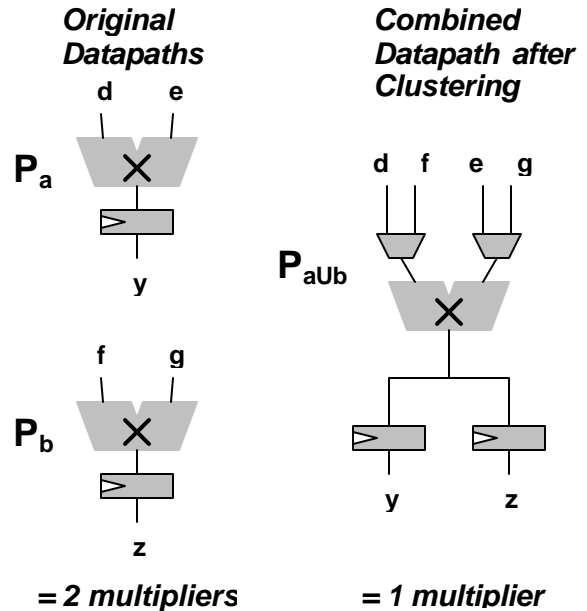 Original
Datapaths
d e
Pa
y
f g
Pb
z
= 2 multipliers
Combined
Datapath after
Clustering
d f e g
PaUb
y z
= 1 multiplier